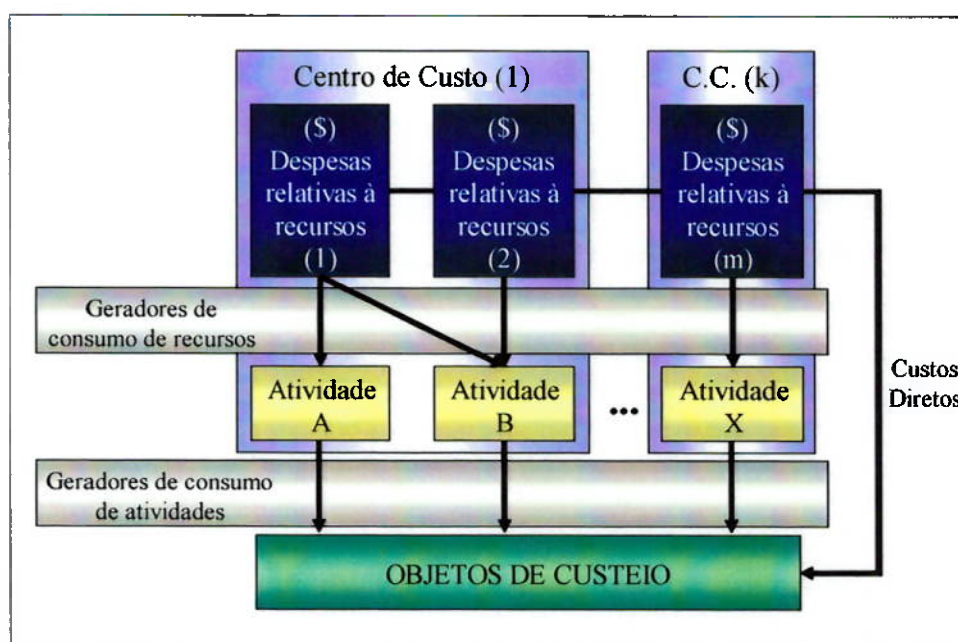 Centro de Custo (1)
C.C. (k)
($)
Despesas
relativas à
recursos
(1)
($)
Despesas
relativas à
recursos
(2)
($)
Despesas
relativas à
recursos
(m)
Geradores de
consumo de recursos
Atividade
A
Atividade
B
...
Atividade
X
Custos
Diretos
Geradores de consumo
de atividades
OBJETOS DE CUSTEIO